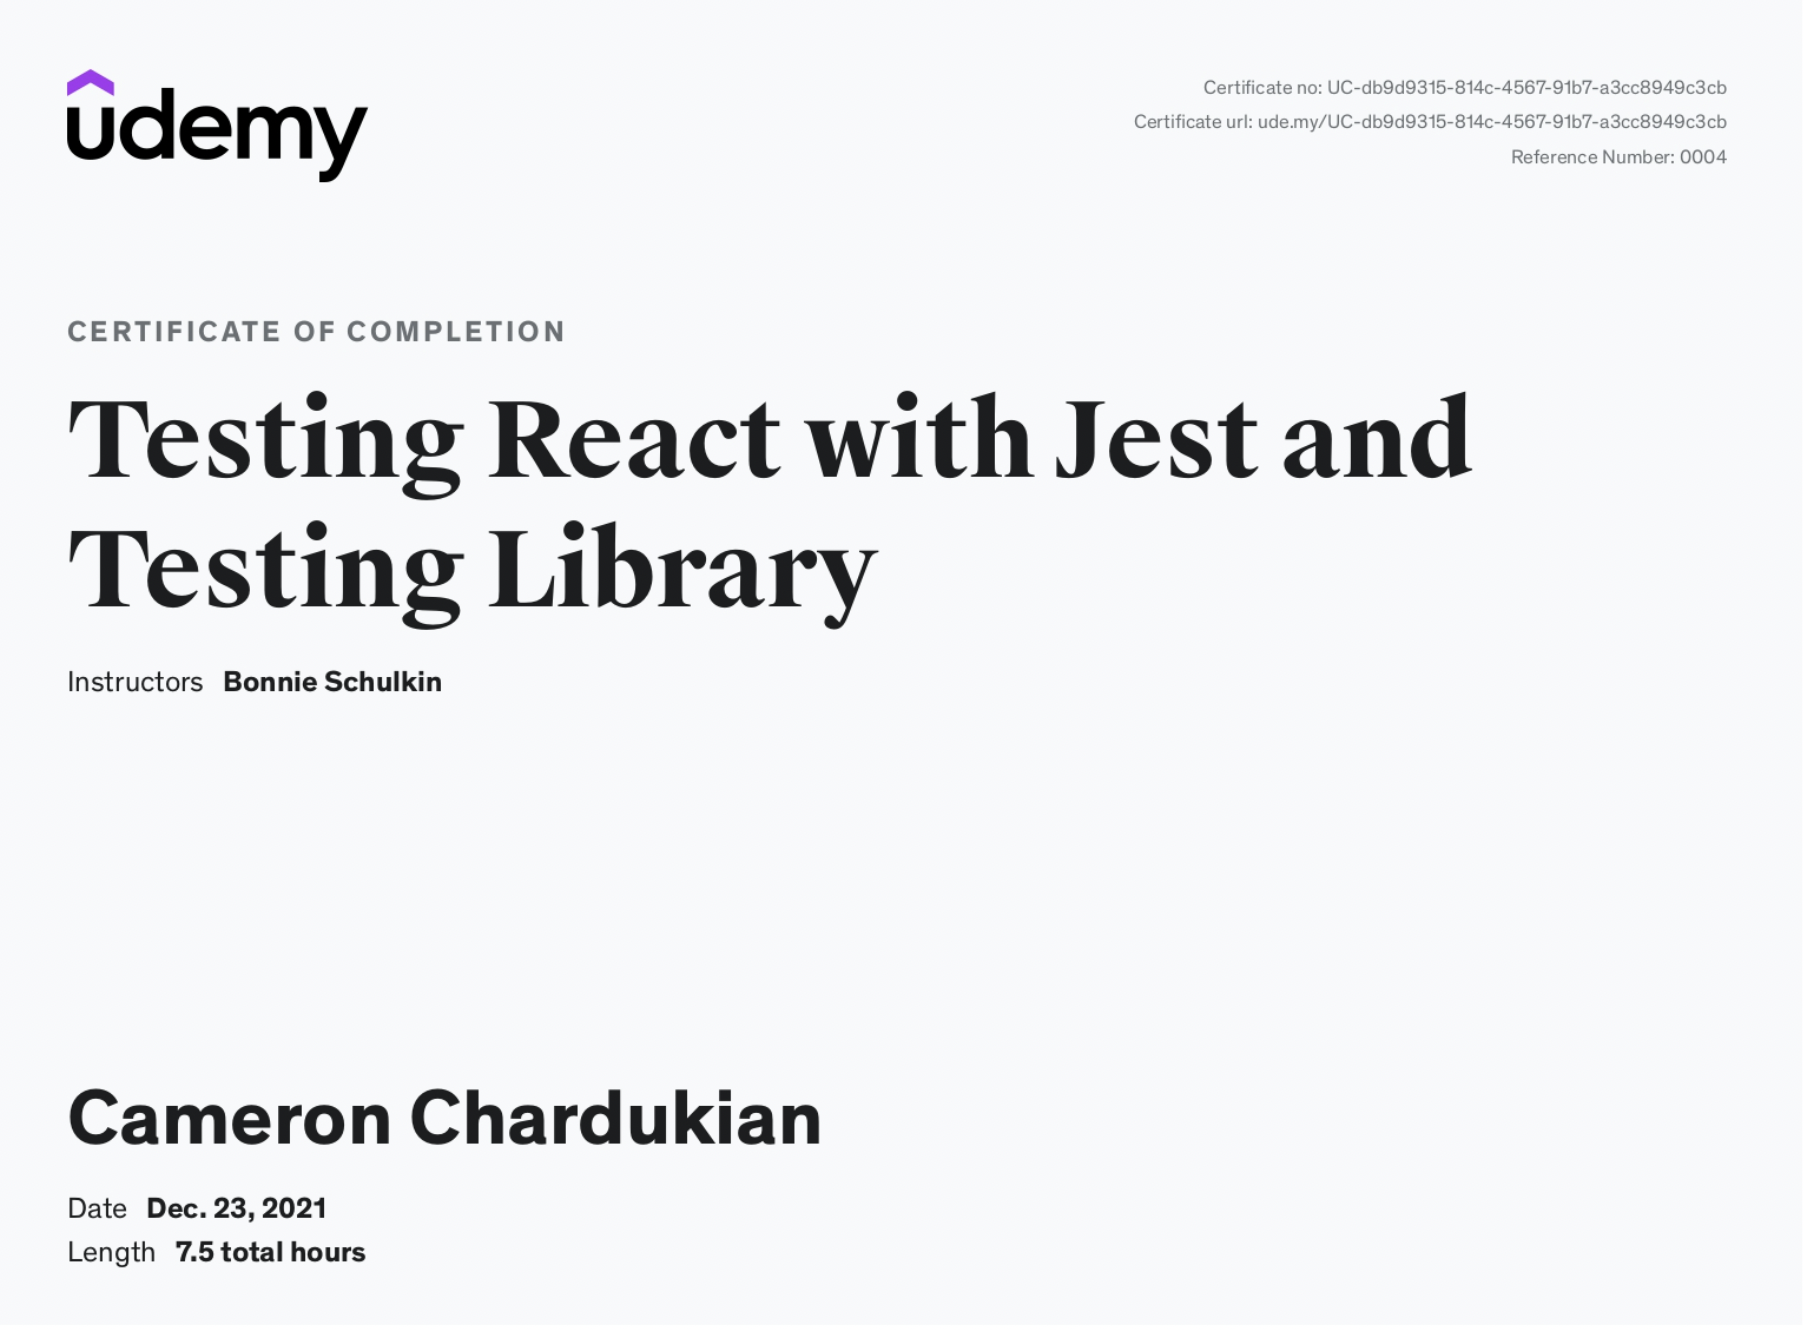 udemy
Certificate no: UC-db9d9315-814c-4567-91b7-a3cc8949c3cb
Certificate url: ude.my/UC-db9d9315-814c-4567-91b7-a3cc8949c3cb
Reference Number: 0004
CERTIFICATE OF COMPLETION
Testing React with Jest and
Testing Library
Instructors Bonnie Schulkin
Cameron Chardukian
Date Dec. 23, 2021
Length 7.5 total hours